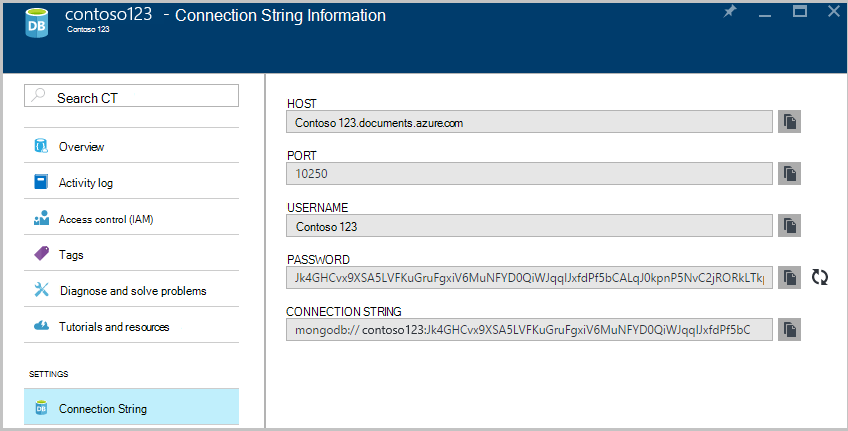 contoso123 - Connection String Information
Contoso 123
DB
Search CT
Overview
Activity log
Access control (IAM)
Tags
Diagnose and solve problems
Tutorials and resources
SETTINGS
DB
Connection String
HOST
Contoso 123.documents.azure.com
PORT
10250
USERNAME
Contoso 123
PASSWORD
Jk4GHCvx9XSA5LVFKuGruFgxiV6MuNFYD0QiWJqqIJxfdPf5bCALqJ0kpnP5NvC2jRORkLTkp
CONNECTION STRING
mongodb:// contoso123:Jk4GHCvx9XSA5LVFKuGruFgxiV6MuNFYD0QiWJqqIJxfdPf5bC